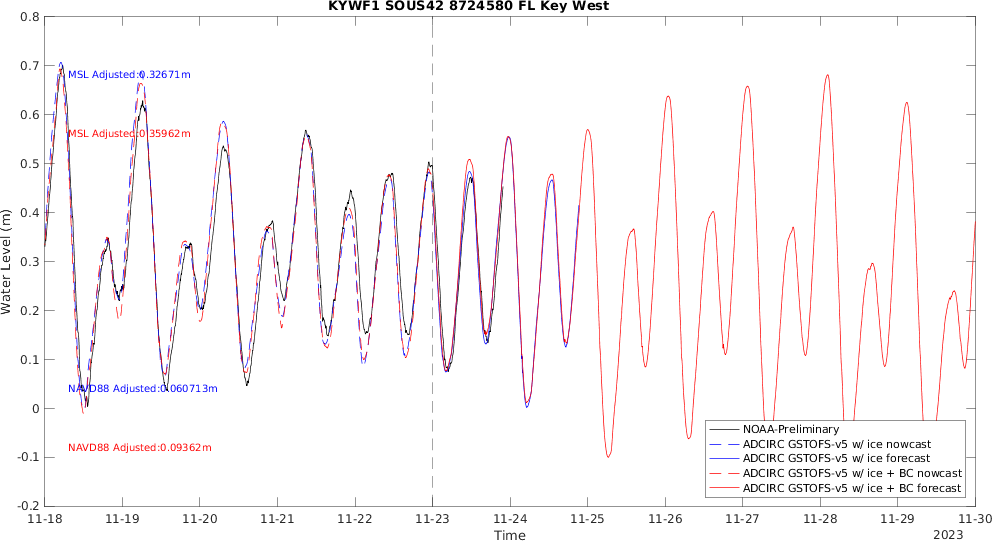 KYWF1 SOUS42 8724580 FL Key West
0.8
0.7
0.6
0.5
0.4
0.3
0.2
0.1
0
-0.1
-0.2
Water Level (m)
MSL Adjusted:0.32671m
MSL Adjusted:0.35962m
NAVD88 Adjusted:0.060713m
NAVD88 Adjusted:0.09362m
NOAA-Preliminary
ADCIRC GSTOFS-v5 w/ ice nowcast
ADCIRC GSTOFS-v5 w/ ice forecast
ADCIRC GSTOFS-v5 w/ ice + BC nowcast
ADCIRC GSTOFS-v5 w/ ice + BC forecast
11-18 11-19 11-20 11-21 11-22 11-23 11-24 11-25 11-26 11-27 11-28 11-29 11-30
Time
2023